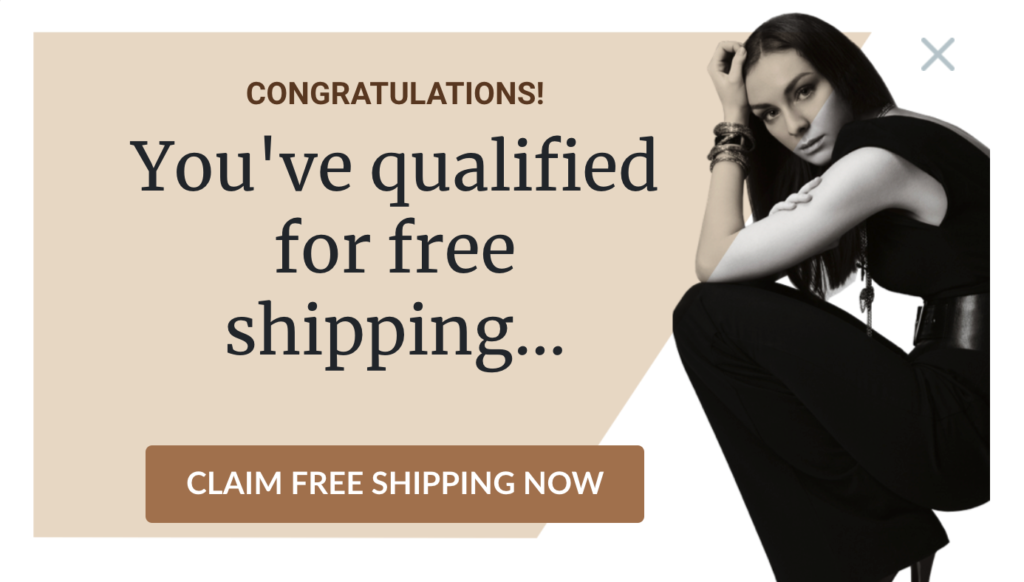 CONGRATULATIONS!
You've qualified
for free
shipping...
CLAIM FREE SHIPPING NOW